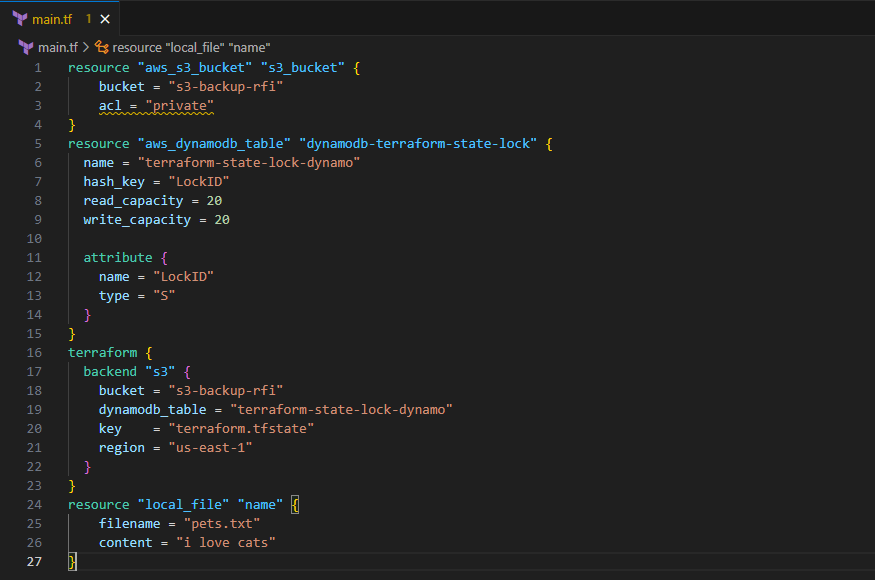 main.tf 1 ×
main.tf > resource "local_file" "name"
1 resource "aws_s3_bucket" "s3_bucket" {
2 bucket = "s3-backup-rfi"
3 acl = "private"
4 }
5 resource "aws_dynamodb_table" "dynamodb-terraform-state-lock" {
6 name = "terraform-state-lock-dynamo"
7 hash_key = "LockID"
8 read_capacity = 20
9 write_capacity = 20
10
11 attribute {
12 name = "LockID"
13 type = "S"
14 }
15 }
16 terraform {
17 backend "s3" {
18 bucket = "s3-backup-rfi"
19 dynamodb_table = "terraform-state-lock-dynamo"
20 key    = "terraform.tfstate"
21 region = "us-east-1"
22 }
23 }
24 resource "local_file" "name" {
25 filename = "pets.txt"
26 content = "i love cats"
27 }